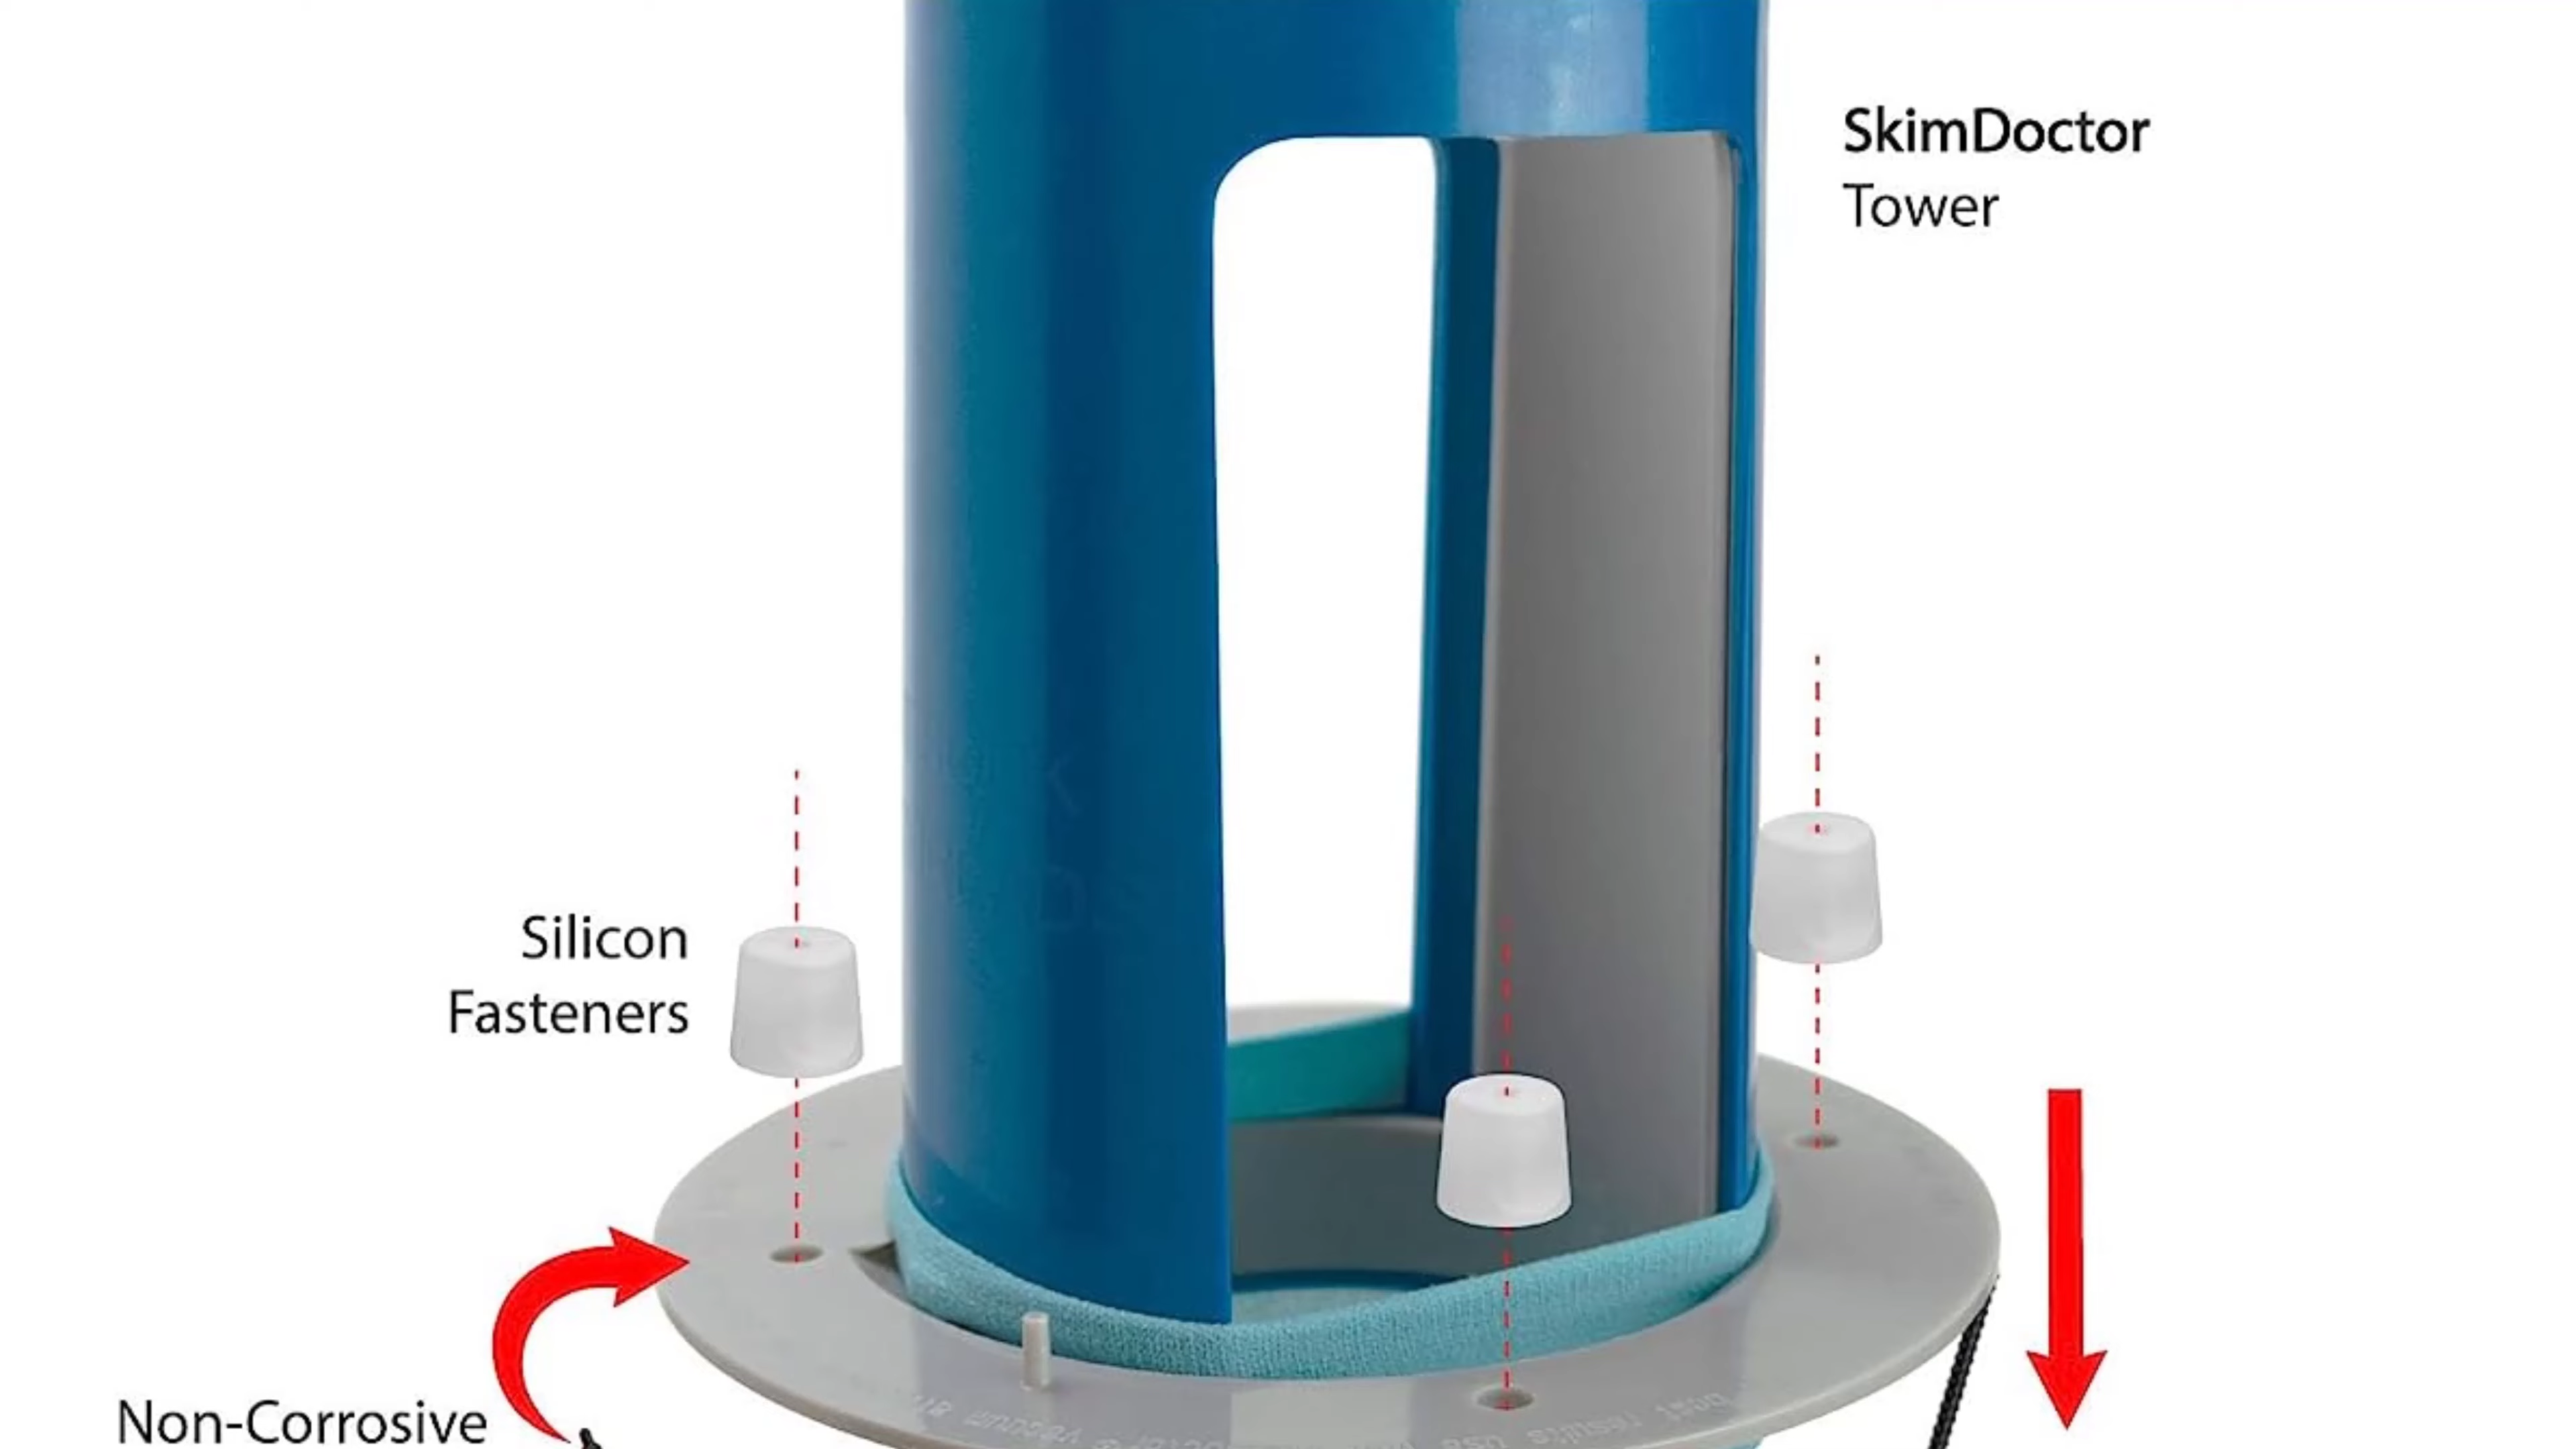 SkimDoctor
Tower
Silicon
Fasteners
Non-Corrosive